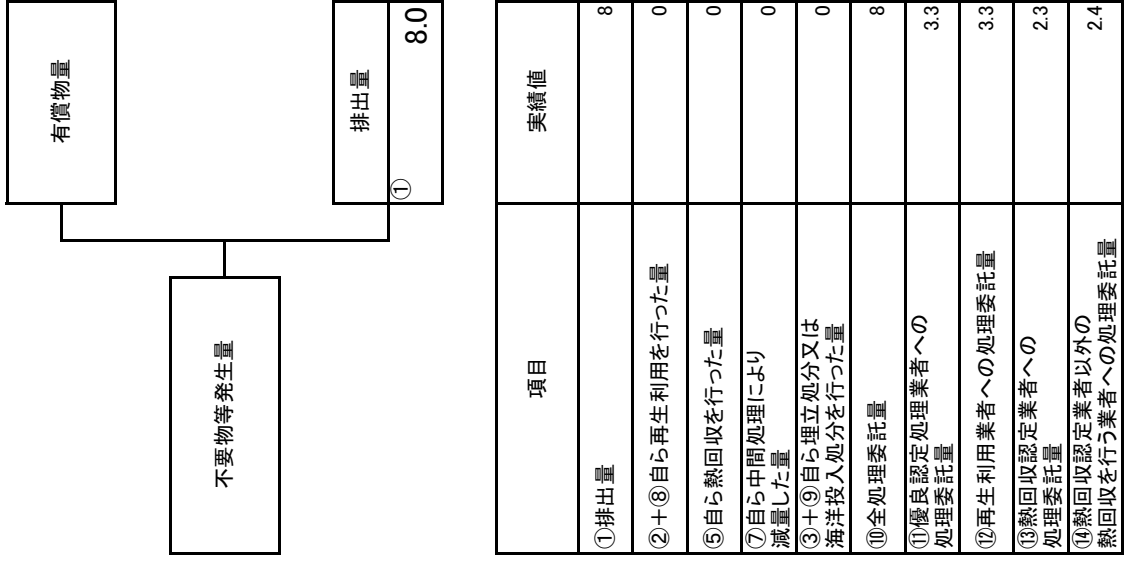 不要物等発生量
有償物量
排出量
①
8.0
項目 実績値
①排出量 8
②＋⑧自ら再生利用を行った量 0
⑤自ら熱回収を行った量 0
⑦自ら中間処理により
減量した量 0
③＋⑨自ら埋立処分又は
海洋投入処分を行った量 0
⑩全処理委託量 8
⑪優良認定処理業者への
処理委託量 3.3
⑫再生利用業者への処理委託量 3.3
⑬熱回収認定業者への
処理委託量 2.3
⑭熱回収認定業者以外の
熱回収を行う業者への処理委託量 2.4